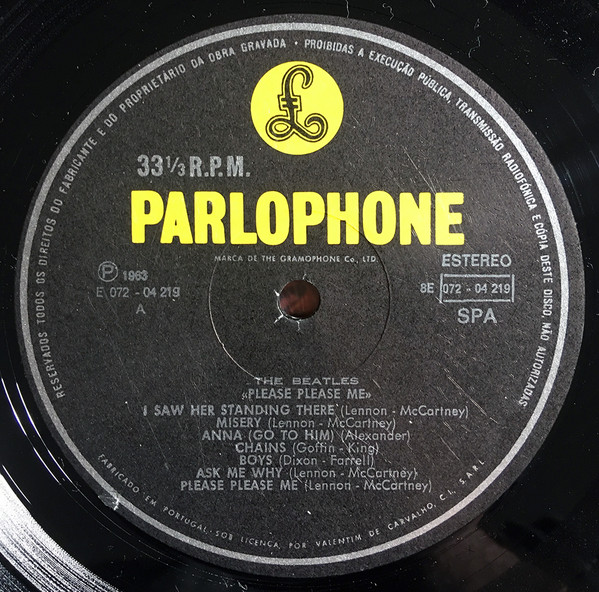 RESERVADOS TODOS OS DIREITOS DO FABRICANTE E DO PROPRIETÁRIO DA OBRA GRAVADA • PROIBIDAS A EXECUÇÃO PÚBLICA, TRANSMISSÃO RADIOFÓNICA E CÓPIA DESTE DISCO, NÃO AUTORIZADAS
£
33 1/3 R.P.M.
PARLOPHONE
MARCA DE THE GRAMOPHONE Co., LTD.
Ⓟ 1963
E 072 - 04 219
A
ESTEREO
8E 072 - 04 219
SPA
THE BEATLES
«PLEASE PLEASE ME»
I SAW HER STANDING THERE (Lennon - McCartney)
MISERY (Lennon - McCartney)
ANNA (GO TO HIM) (Alexander)
CHAINS (Goffin - King)
BOYS (Dixon - Farrell)
ASK ME WHY (Lennon - McCartney)
PLEASE PLEASE ME (Lennon - McCartney)
FABRICADO EM PORTUGAL SOB LICENÇA, POR VALENTIM DE CARVALHO, C.I., SARL